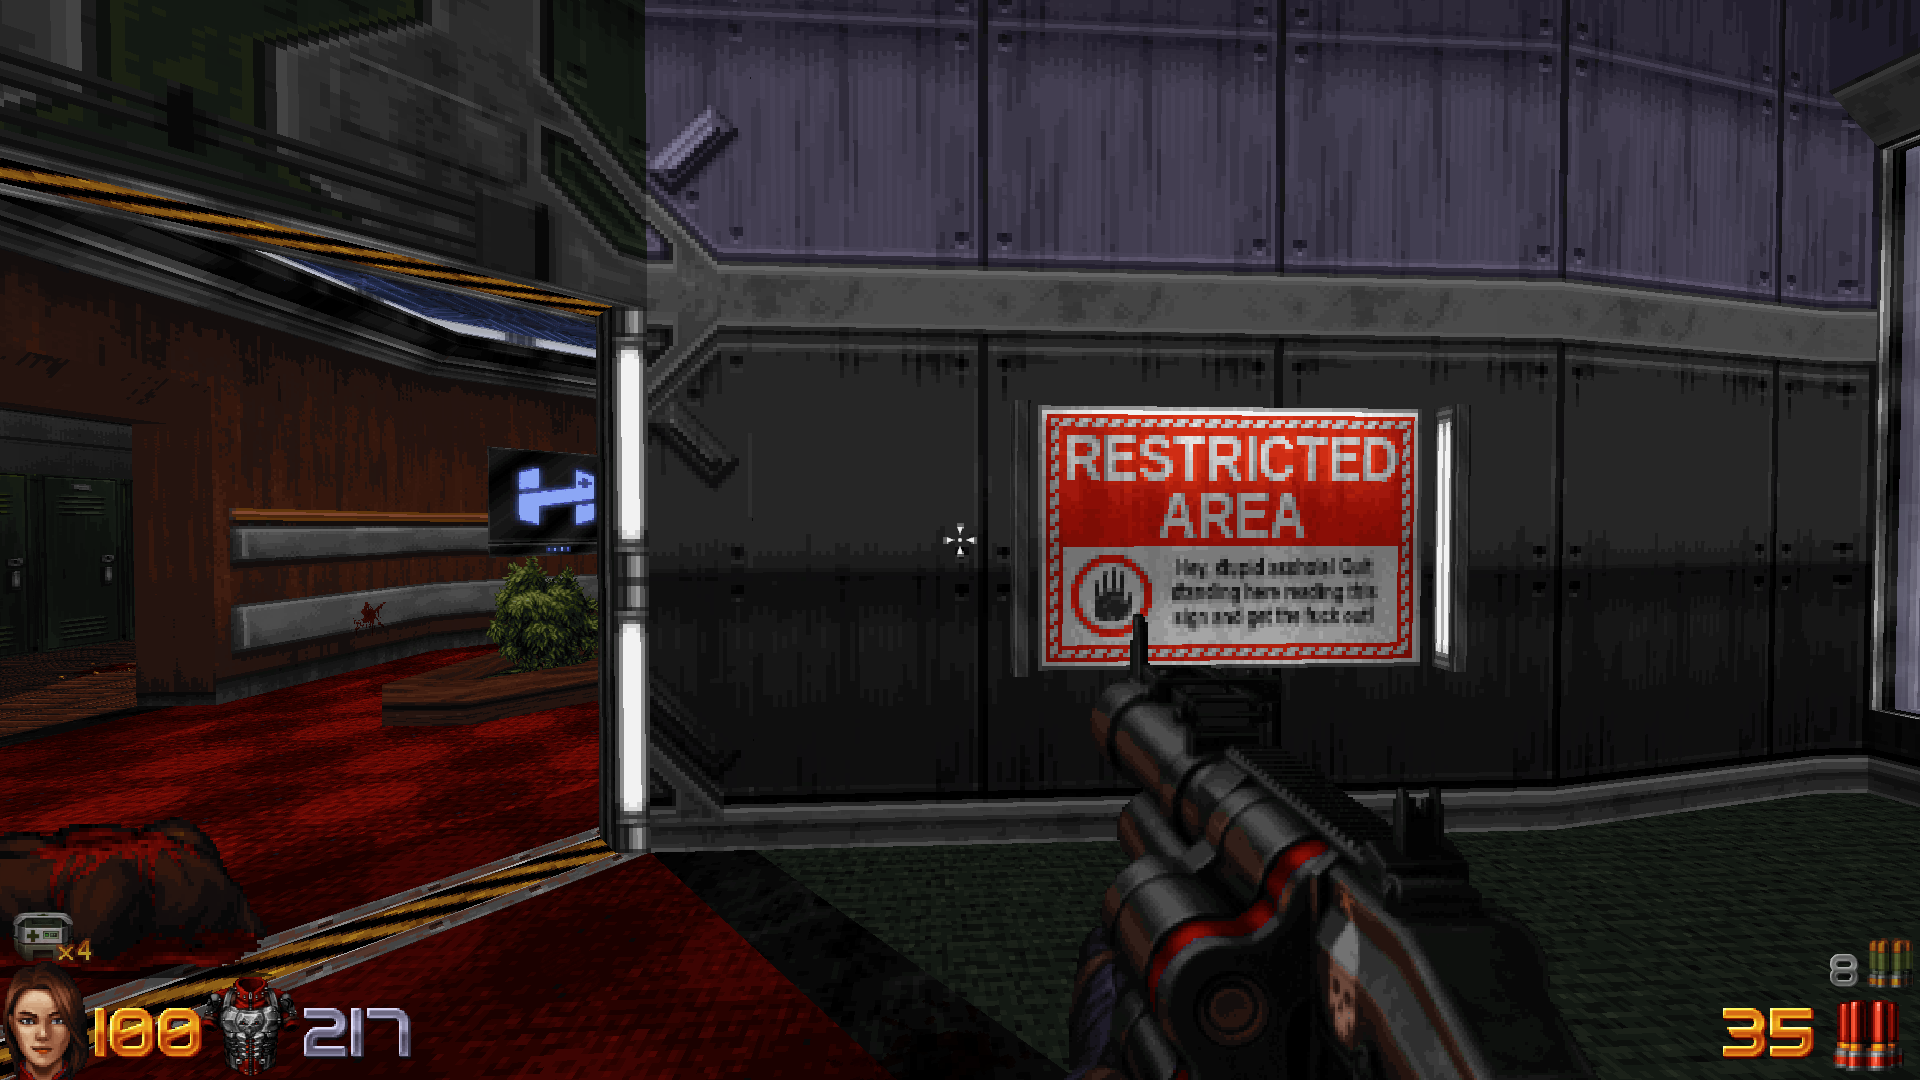 RESTRICTED
AREA
Hey, stupid asshole! Quit
standing here reading this
sign and get the fuck out!
×4
100
217
8
35